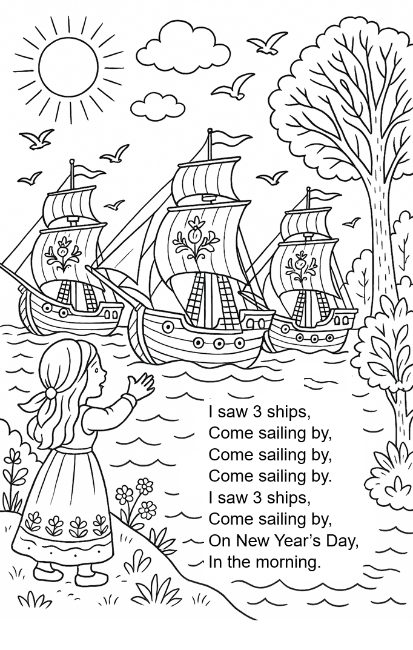 I saw 3 ships,
Come sailing by,
Come sailing by,
Come sailing by.
I saw 3 ships,
Come sailing by,
On New Year's Day,
In the morning.